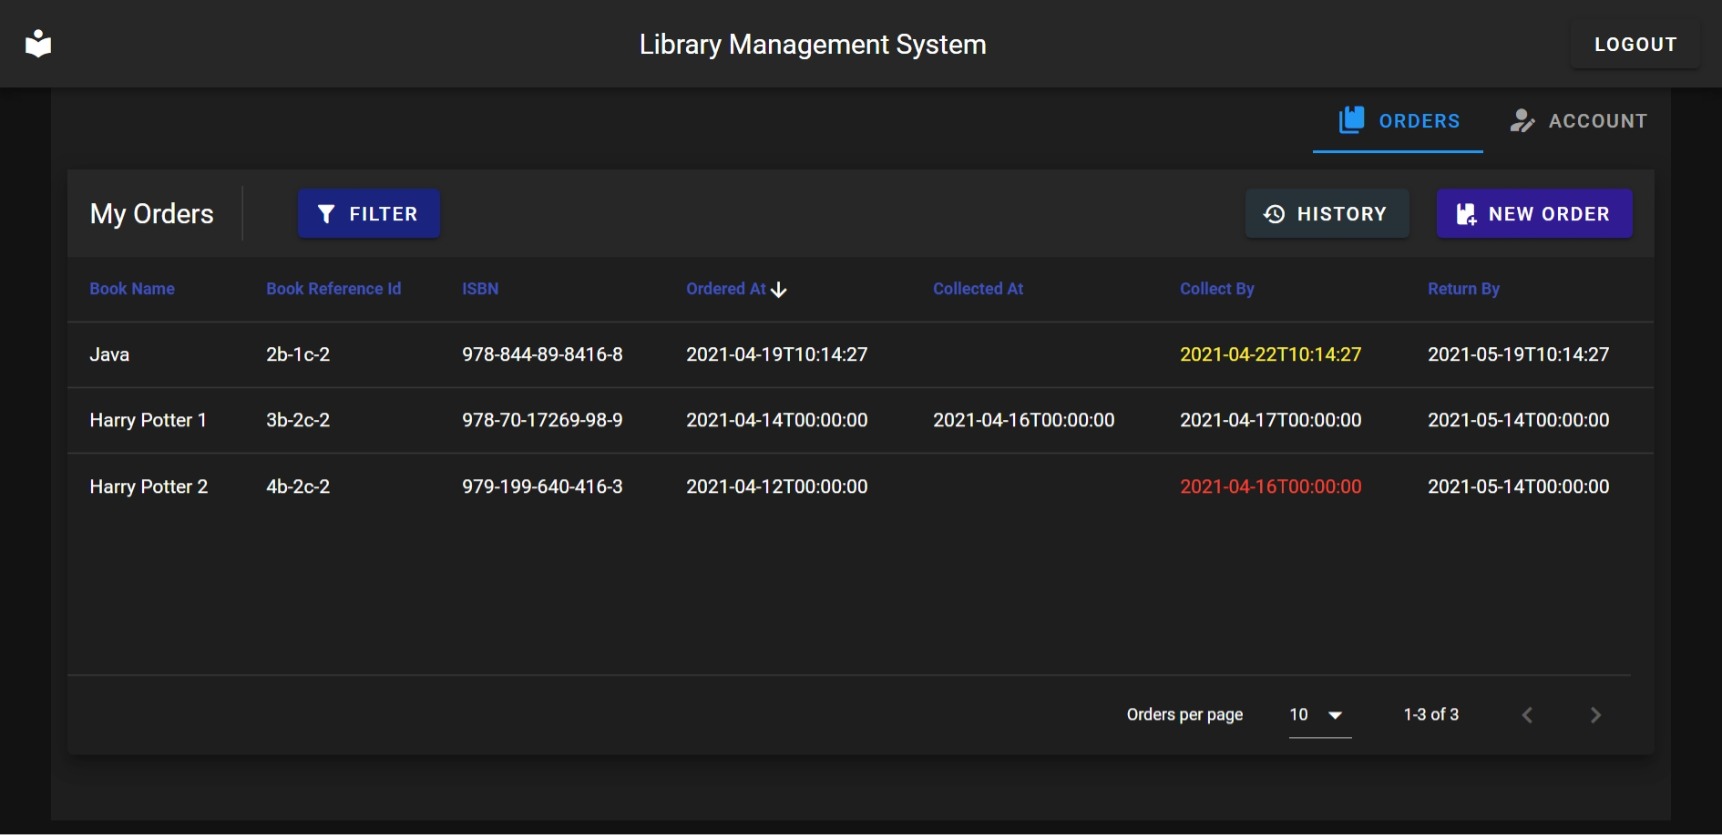 Library Management System
LOGOUT
ORDERS ACCOUNT
My Orders FILTER HISTORY NEW ORDER
Book Name Book Reference Id ISBN Ordered At Collected At Collect By Return By
Java 2b-1c-2 978-844-89-8416-8 2021-04-19T10:14:27 2021-04-22T10:14:27 2021-05-19T10:14:27
Harry Potter 1 3b-2c-2 978-70-17269-98-9 2021-04-14T00:00:00 2021-04-16T00:00:00 2021-04-17T00:00:00 2021-05-14T00:00:00
Harry Potter 2 4b-2c-2 979-199-640-416-3 2021-04-12T00:00:00 2021-04-16T00:00:00 2021-05-14T00:00:00
Orders per page 10 1-3 of 3